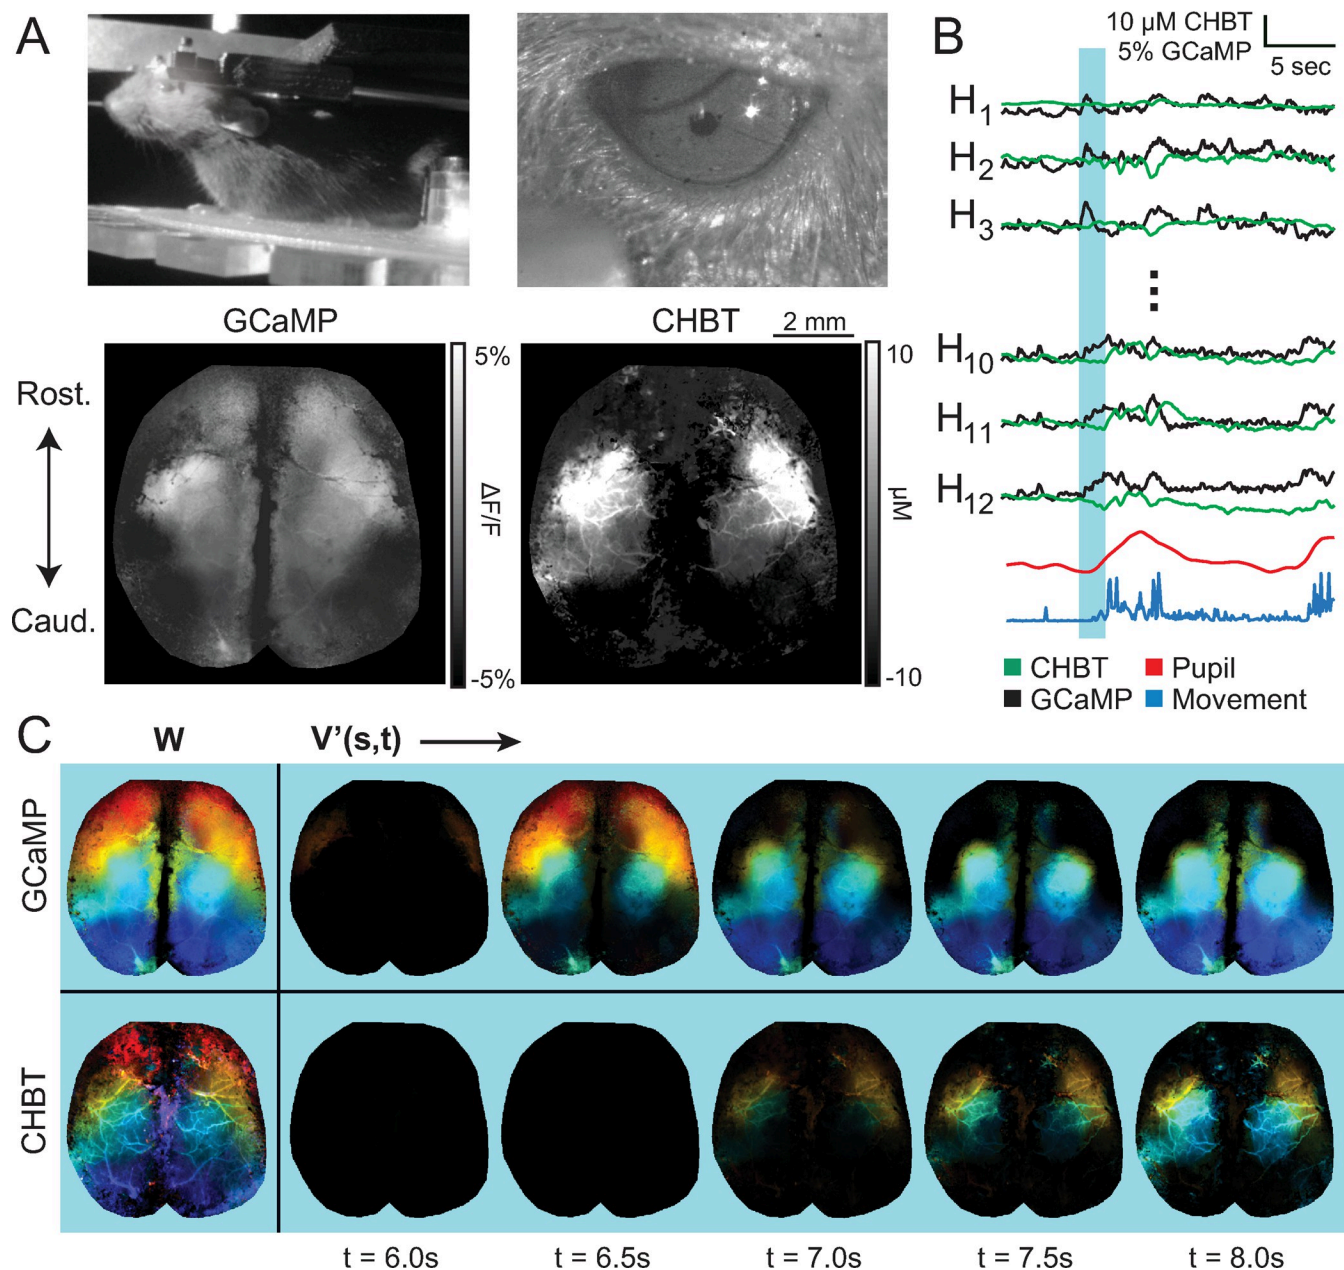 A
GCaMP
CHBT
2 mm
Rost.
Caud.
5%
ΔF/F
-5%
10
µM
-10
B
10 µM CHBT
5% GCaMP
5 sec
H1
H2
H3
H10
H11
H12
CHBT
Pupil
GCaMP
Movement
C
W
V’(s,t)
GCaMP
CHBT
t = 6.0s
t = 6.5s
t = 7.0s
t = 7.5s
t = 8.0s